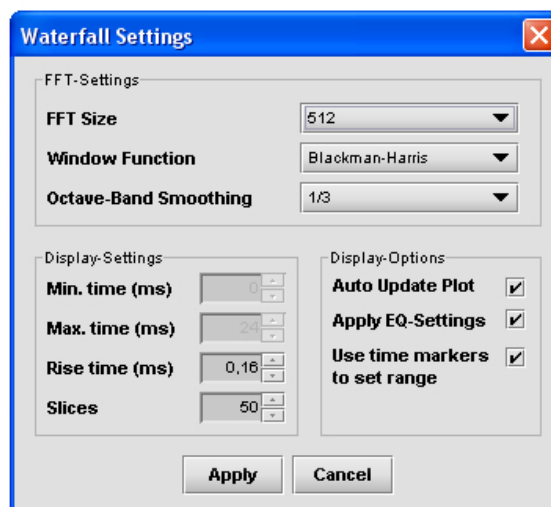 Waterfall Settings
FFT-Settings
FFT Size 512
Window Function Blackman-Harris
Octave-Band Smoothing 1/3
Display-Settings
Min. time (ms) 0
Max. time (ms) 24
Rise time (ms) 0,16
Slices 50
Display-Options
Auto Update Plot
Apply EQ-Settings
Use time markers
to set range
Apply Cancel